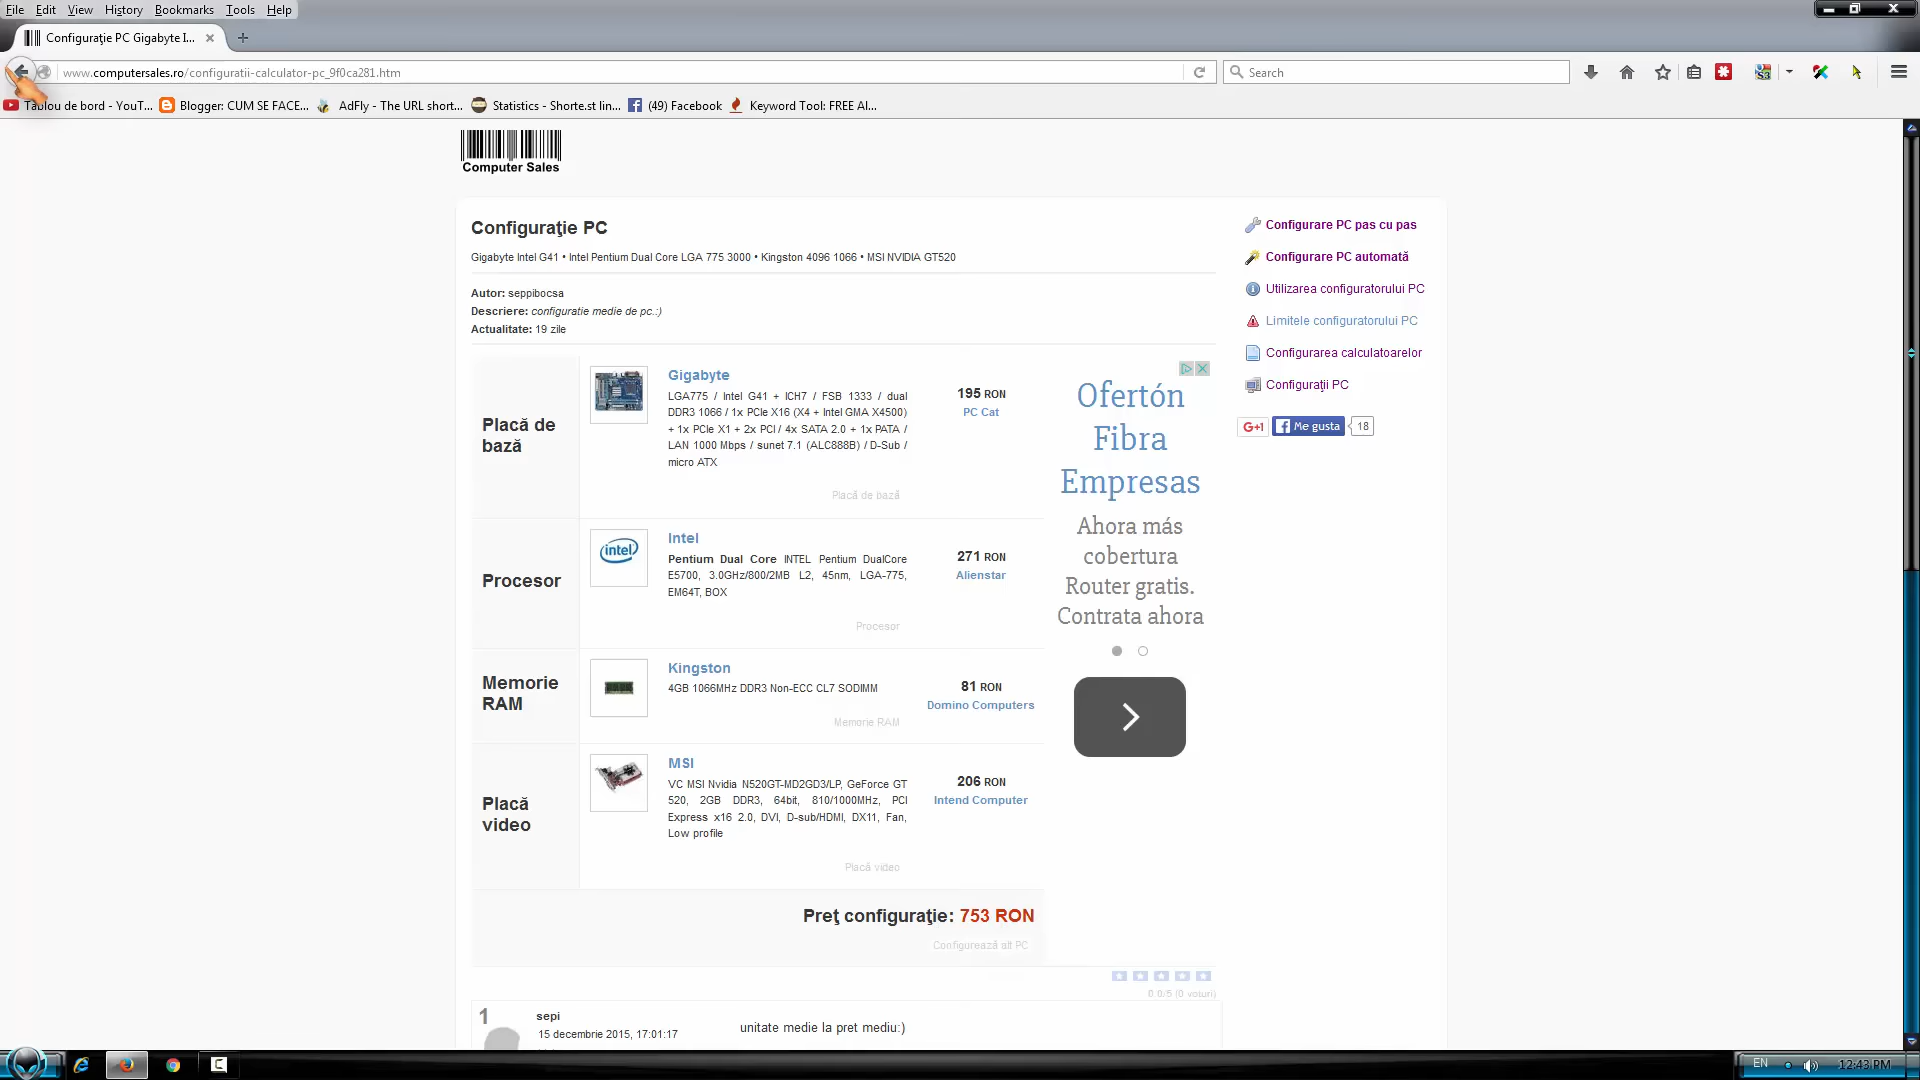 File Edit View History Bookmarks Tools Help
Configuraţie PC Gigabyte I...
www.computersales.ro/configuratii-calculator-pc_9f0ca281.htm
Search
Tablou de bord - YouT...
Blogger: CUM SE FACE...
AdFly - The URL short...
Statistics - Shorte.st lin...
(49) Facebook
Keyword Tool: FREE Al...
Computer Sales
Configuraţie PC
Gigabyte Intel G41 • Intel Pentium Dual Core LGA 775 3000 • Kingston 4096 1066 • MSI NVIDIA GT520
Autor: seppibocsa
Descriere: configuratie medie de pc.:)
Actualitate: 19 zile
Placă de
bază
Gigabyte
LGA775 / Intel G41 + ICH7 / FSB 1333 / dual
DDR3 1066 / 1x PCIe X16 (X4 + Intel GMA X4500)
+ 1x PCIe X1 + 2x PCI / 4x SATA 2.0 + 1x PATA /
LAN 1000 Mbps / sunet 7.1 (ALC888B) / D-Sub /
micro ATX
195 RON
PC Cat
Placă de bază
Procesor
Intel
Pentium Dual Core INTEL Pentium DualCore
E5700, 3.0GHz/800/2MB L2, 45nm, LGA-775,
EM64T, BOX
271 RON
Alienstar
Procesor
Memorie
RAM
Kingston
4GB 1066MHz DDR3 Non-ECC CL7 SODIMM
81 RON
Domino Computers
Memorie RAM
Placă
video
MSI
VC MSI Nvidia N520GT-MD2GD3/LP, GeForce GT
520, 2GB DDR3, 64bit, 810/1000MHz, PCI
Express x16 2.0, DVI, D-sub/HDMI, DX11, Fan,
Low profile
206 RON
Intend Computer
Placă video
Preţ configuraţie: 753 RON
Configurează alt PC
Ofertón
Fibra
Empresas
Ahora más
cobertura
Router gratis.
Contrata ahora
Configurare PC pas cu pas
Configurare PC automată
Utilizarea configuratorului PC
Limitele configuratorului PC
Configurarea calculatoarelor
Configuraţii PC
G+1
Me gusta
18
0.0/5 (0 voturi)
1
sepi
15 decembrie 2015, 17:01:17
unitate medie la pret mediu:)
intel
EN
12:43 PM